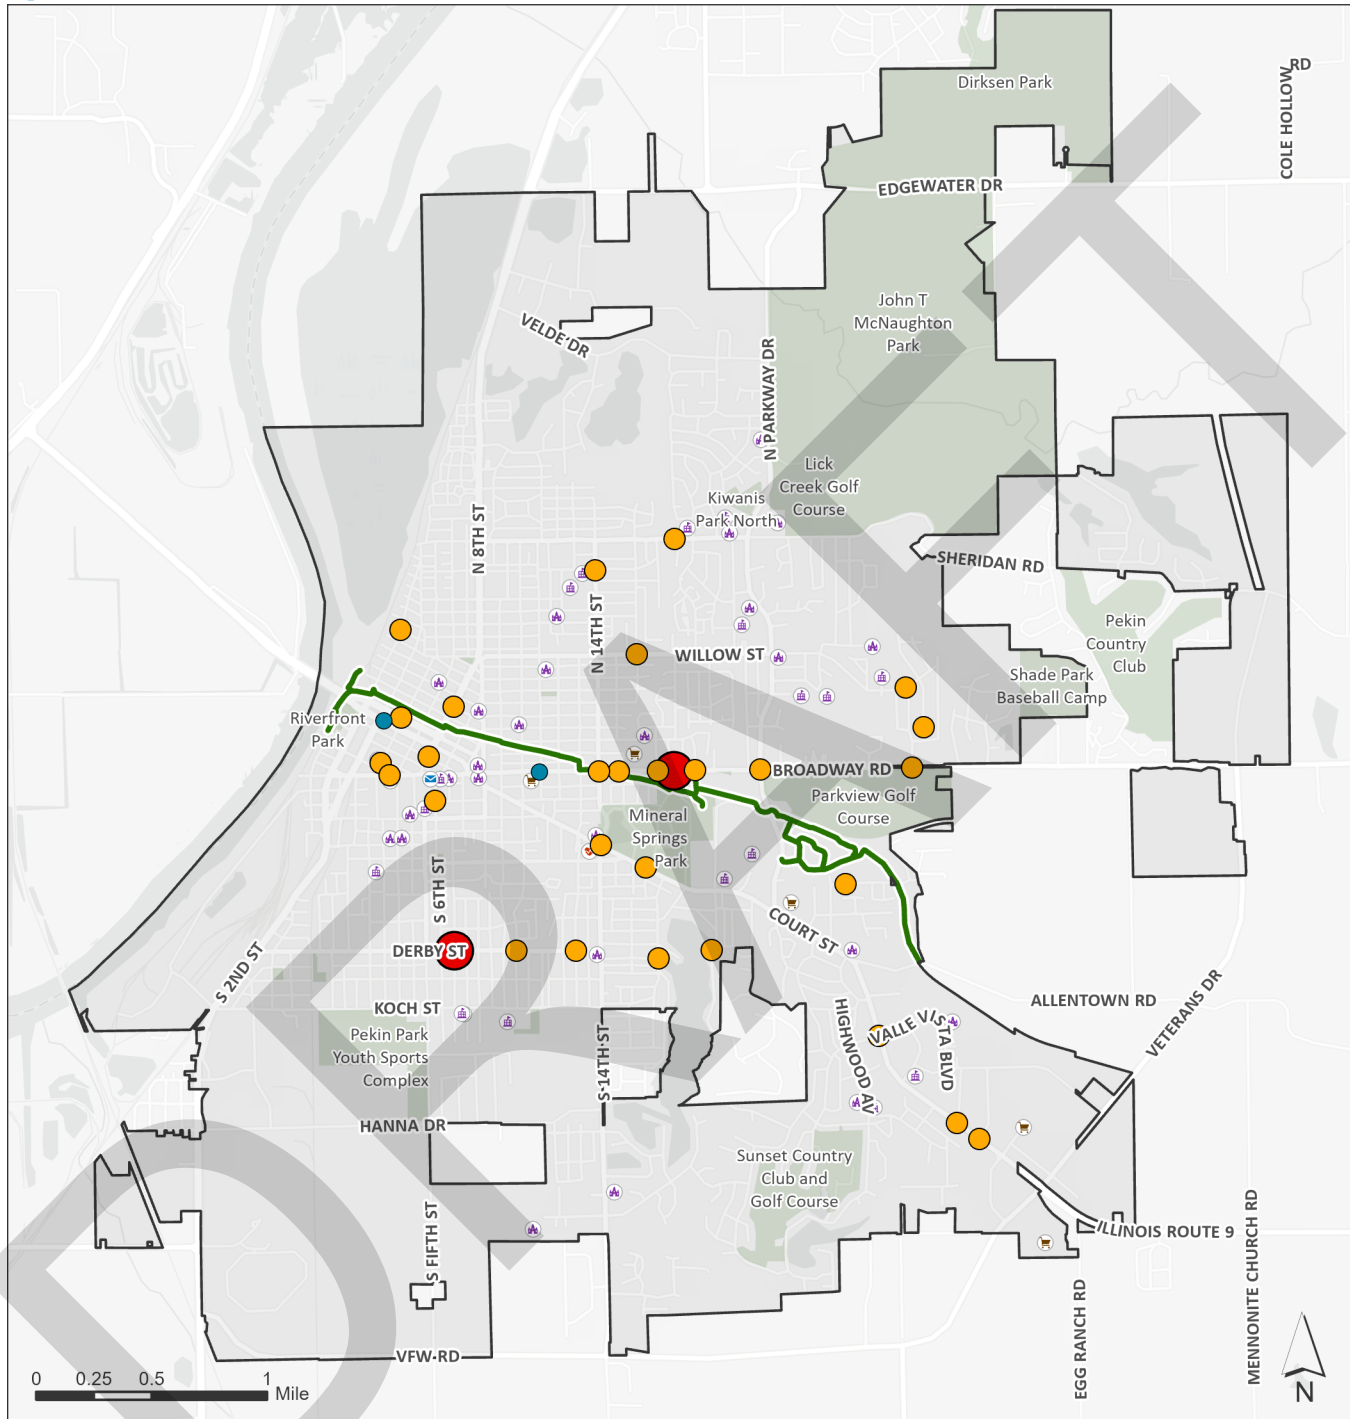 Dirksen Park
COLE HOLLOW RD
EDGEWATER DR
John T
McNaughton
Park
VELDE DR
N PARKWAY DR
Lick
Creek Golf
Course
Kiwanis
Park North
N 8TH ST
SHERIDAN RD
N 14TH ST
Pekin
Country
Club
WILLOW ST
Shade Park
Baseball Camp
Riverfront
Park
BROADWAY RD
Parkview Golf
Course
Mineral
Springs
Park
S 6TH ST
COURT ST
DERBY ST
S 2ND ST
KOCH ST
ALLENTOWN RD
VETERANS DR
Pekin Park
Youth Sports
Complex
S 14TH ST
HIGHWOOD AV
VALLE VISTA BLVD
HANNA DR
Sunset Country
Club and
Golf Course
S FIFTH ST
ILLINOIS ROUTE 9
MENNONITE CHURCH RD
EGG RANCH RD
VFW RD
0 0.25 0.5 1
Mile
N
DRAFT